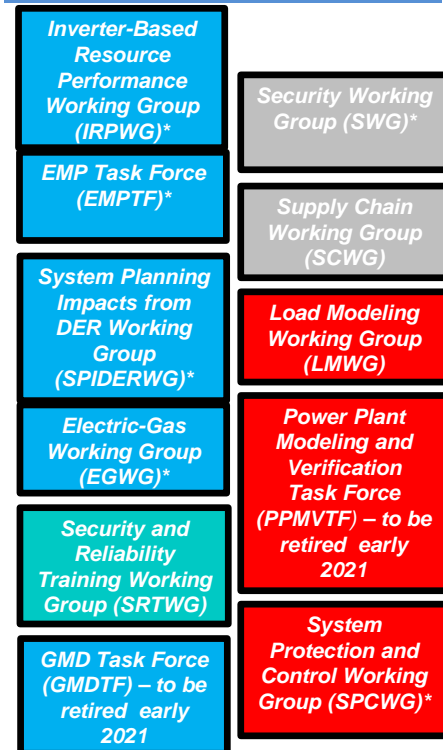 Inverter-Based
Resource
Performance
Working Group
(IRPWG)*
EMP Task Force
(EMPTF)*
System Planning
Impacts from
DER Working
Group
(SPIDERWG)*
Electric-Gas
Working Group
(EGWG)*
Security and
Reliability
Training Working
Group (SRTWG)
GMD Task Force
(GMDTF) – to be
retired early
2021
Security Working
Group (SWG)*
Supply Chain
Working Group
(SCWG)
Load Modeling
Working Group
(LMWG)
Power Plant
Modeling and
Verification
Task Force
(PPMVTF) – to be
retired early
2021
System
Protection and
Control Working
Group (SPCWG)*